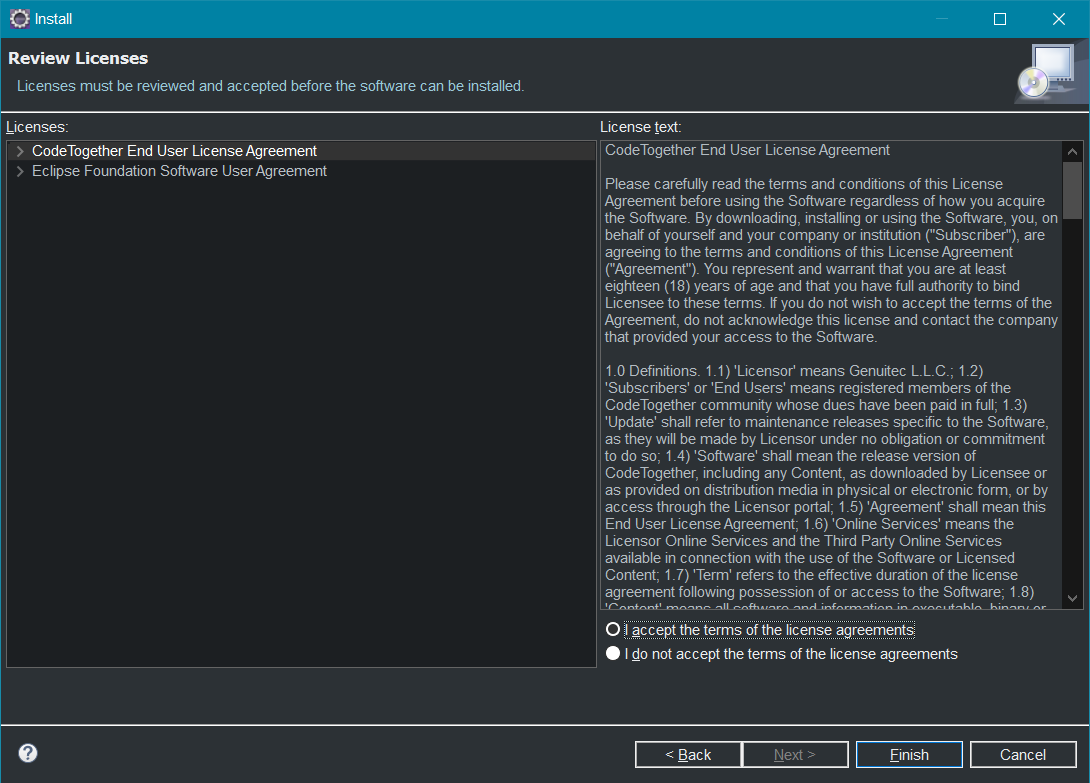 Install
Review Licenses
Licenses must be reviewed and accepted before the software can be installed.
Licenses:
CodeTogether End User License Agreement
Eclipse Foundation Software User Agreement
License text:
CodeTogether End User License Agreement
Please carefully read the terms and conditions of this License
Agreement before using the Software regardless of how you acquire
the Software. By downloading, installing or using the Software, you, on
behalf of yourself and your company or institution ("Subscriber"), are
agreeing to the terms and conditions of this License Agreement
("Agreement"). You represent and warrant that you are at least
eighteen (18) years of age and that you have full authority to bind
Licensee to these terms. If you do not wish to accept the terms of the
Agreement, do not acknowledge this license and contact the company
that provided your access to the Software.
1.0 Definitions. 1.1) 'Licensor' means Genuitec L.L.C.; 1.2)
'Subscribers' or 'End Users' means registered members of the
CodeTogether community whose dues have been paid in full; 1.3)
'Update' shall refer to maintenance releases specific to the Software,
as they will be made by Licensor under no obligation or commitment
to do so; 1.4) 'Software' shall mean the release version of
CodeTogether, including any Content, as downloaded by Licensee or
as provided on distribution media in physical or electronic form, or by
access through the Licensor portal; 1.5) 'Agreement' shall mean this
End User License Agreement; 1.6) 'Online Services' means the
Licensor Online Services and the Third Party Online Services
available in connection with the use of the Software or Licensed
Content; 1.7) 'Term' refers to the effective duration of the license
agreement following possession of or access to the Software; 1.8)
'Content' means all software and information in executable, binary or
I accept the terms of the license agreements
I do not accept the terms of the license agreements
?
< Back
Next >
Finish
Cancel